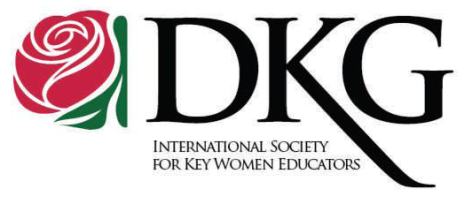 DKG
INTERNATIONAL SOCIETY
FOR KEY WOMEN EDUCATORS